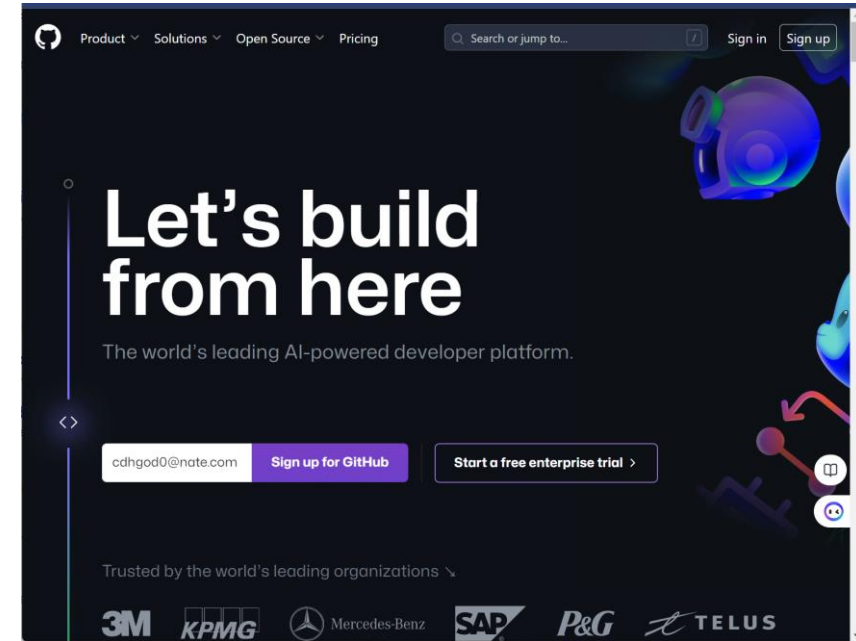 Product Solutions Open Source Pricing Search or jump to... / Sign in Sign up
Let's build
from here
The world's leading AI-powered developer platform.
cdhgod0@nate.com Sign up for GitHub Start a free enterprise trial >
Trusted by the world's leading organizations ↘
3M KPMG Mercedes-Benz SAP P&G TELUS